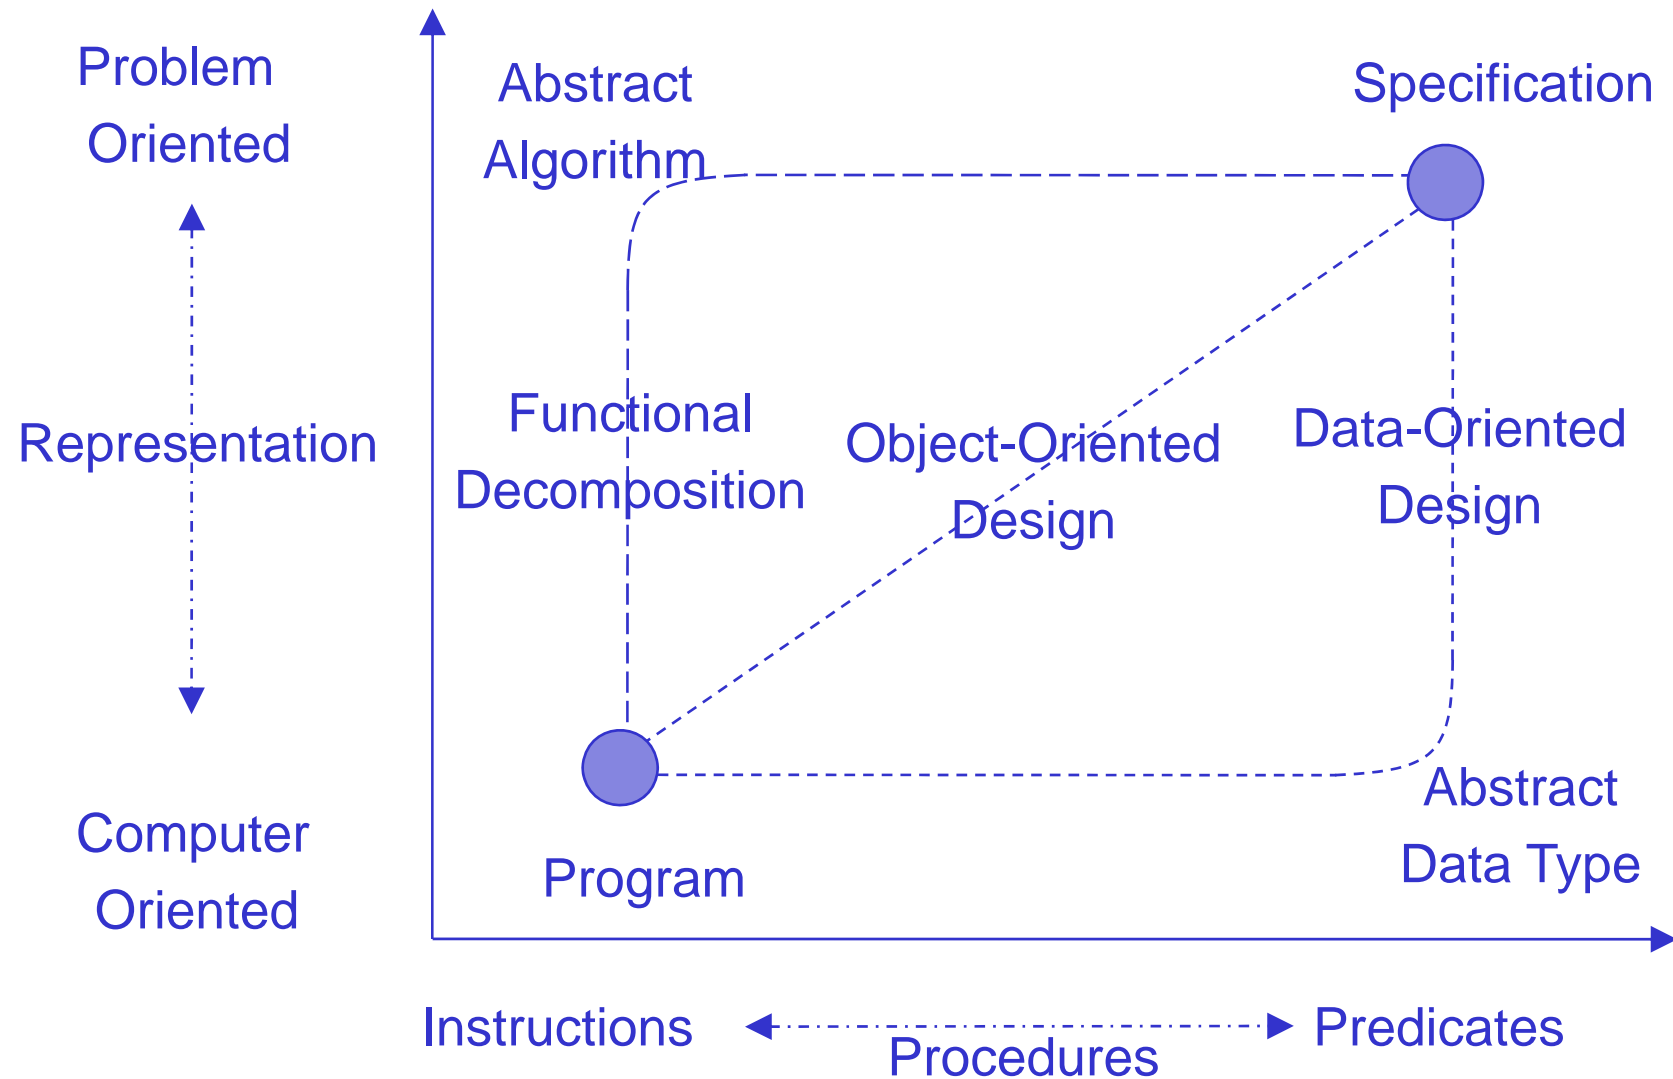 Problem
Oriented
Abstract
Algorithm
Specification
Representation
Functional
Decomposition
Object-Oriented
Design
Data-Oriented
Design
Computer
Oriented
Program
Abstract
Data Type
Instructions
Procedures
Predicates